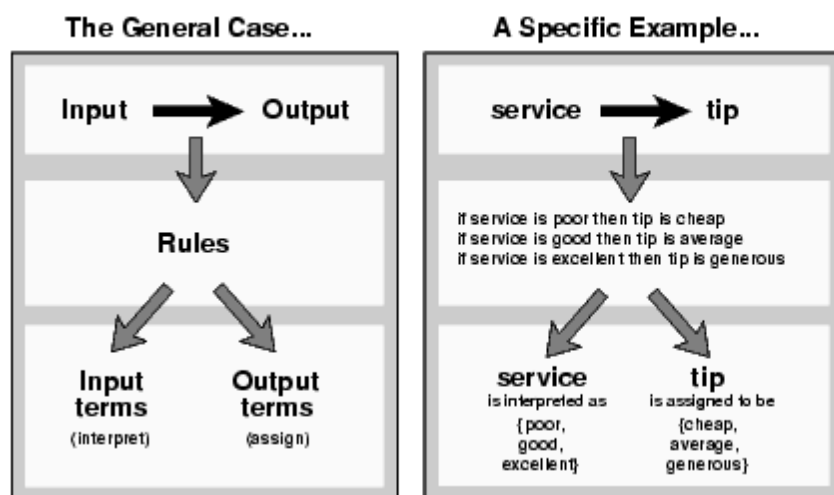 The General Case...
Input
Output
Rules
Input
terms
(interpret)
Output
terms
(assign)
A Specific Example...
service
tip
if service is poor then tip is cheap
if service is good then tip is average
if service is excellent then tip is generous
service
is interpreted as
{poor,
good,
excellent}
tip
is assigned to be
{cheap,
average,
generous}